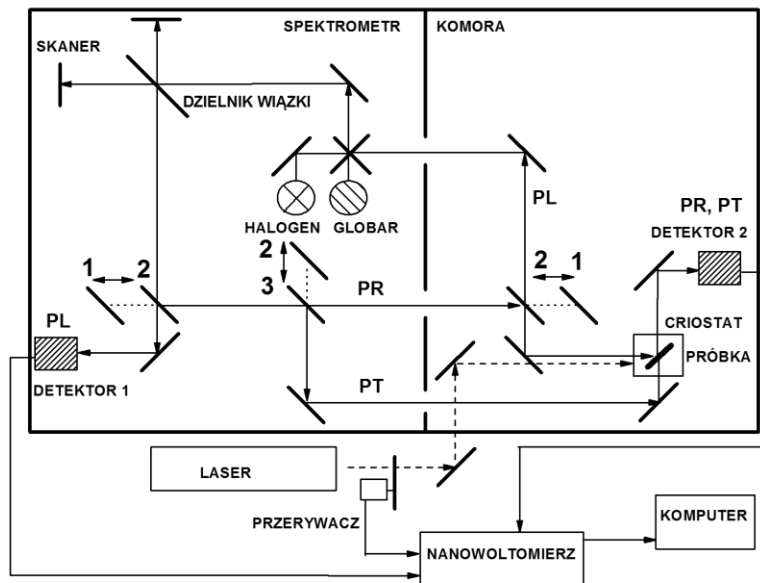 SPEKTROMETR
KOMORA
SKANER
DZIELNIK WIĄZKI
PL
HALOGEN
GLOBAR
PR, PT
DETEKTOR 2
1
2
2
3
PR
2
1
PL
CRIOSTAT
PRÓBKA
DETEKTOR 1
PT
LASER
PRZERYWACZ
NANOWOLTOMIERZ
KOMPUTER